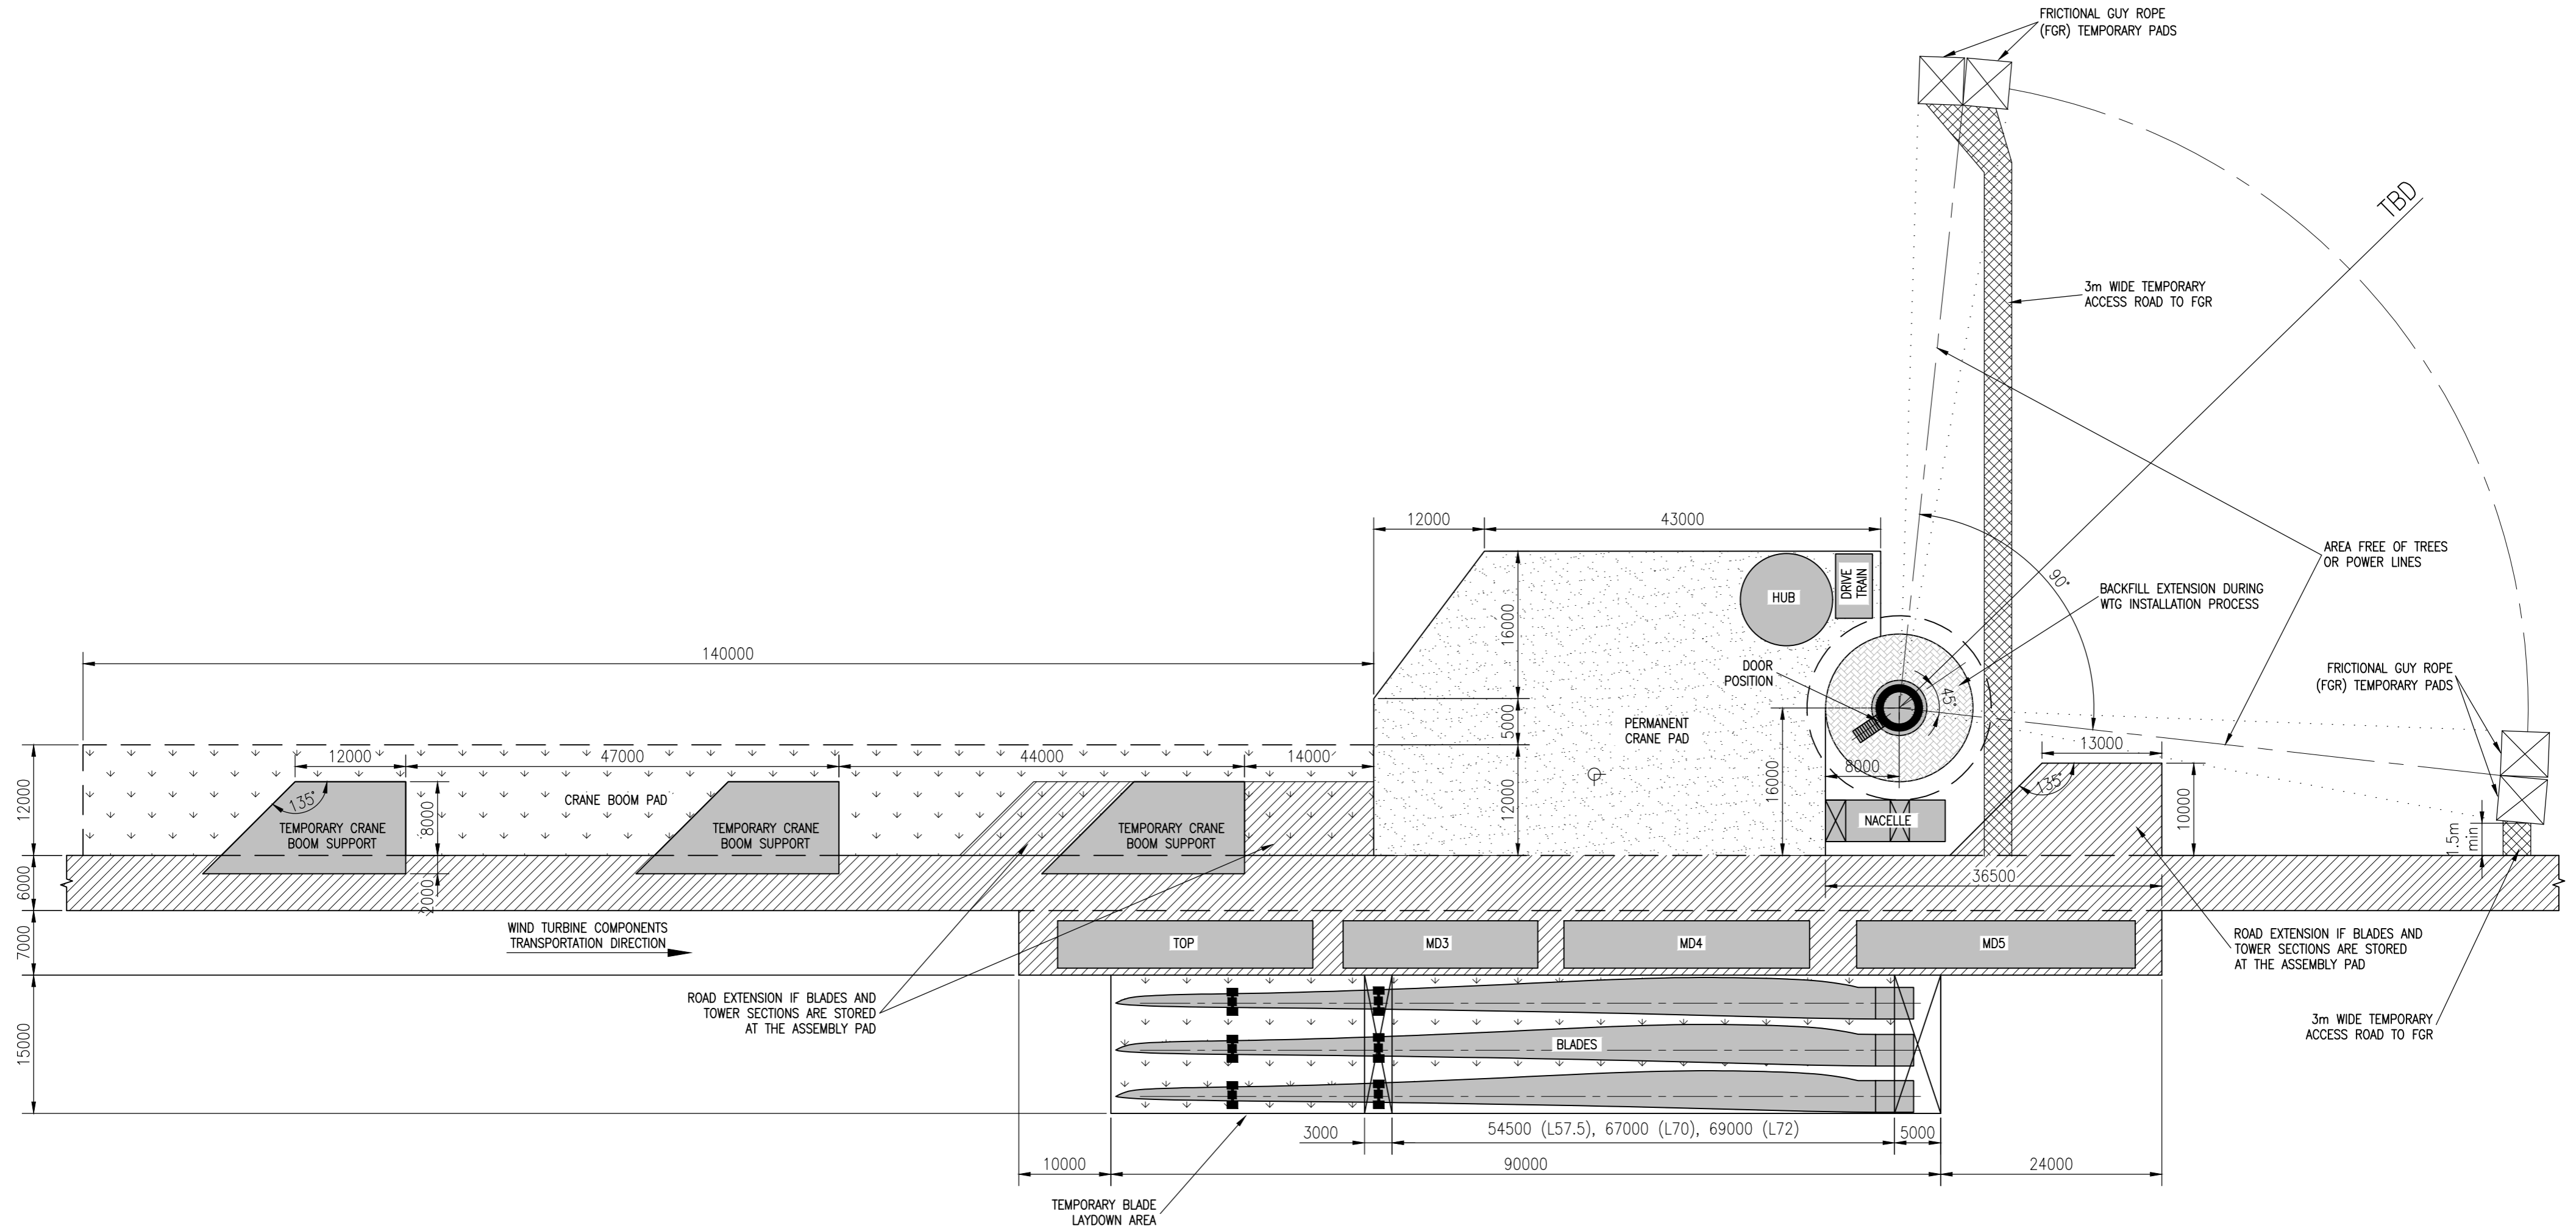 FRICTIONAL GUY ROPE
(FGR) TEMPORARY PADS
TBD
3m WIDE TEMPORARY
ACCESS ROAD TO FGR
12000
43000
AREA FREE OF TREES
OR POWER LINES
90°
BACKFILL EXTENSION DURING
WTG INSTALLATION PROCESS
HUB
DRIVE
TRAIN
16000
140000
DOOR
POSITION
45°
FRICTIONAL GUY ROPE
(FGR) TEMPORARY PADS
5000
PERMANENT
CRANE PAD
12000
12000
47000
44000
14000
13000
8000
16000
12000
135°
8000
CRANE BOOM PAD
TEMPORARY CRANE
BOOM SUPPORT
TEMPORARY CRANE
BOOM SUPPORT
TEMPORARY CRANE
BOOM SUPPORT
NACELLE
135°
10000
1.5m
min
6000
2000
36500
7000
WIND TURBINE COMPONENTS
TRANSPORTATION DIRECTION
TOP
MD3
MD4
MD5
ROAD EXTENSION IF BLADES AND
TOWER SECTIONS ARE STORED
AT THE ASSEMBLY PAD
ROAD EXTENSION IF BLADES AND
TOWER SECTIONS ARE STORED
AT THE ASSEMBLY PAD
15000
BLADES
3m WIDE TEMPORARY
ACCESS ROAD TO FGR
3000
54500 (L57.5), 67000 (L70), 69000 (L72)
5000
10000
90000
24000
TEMPORARY BLADE
LAYDOWN AREA